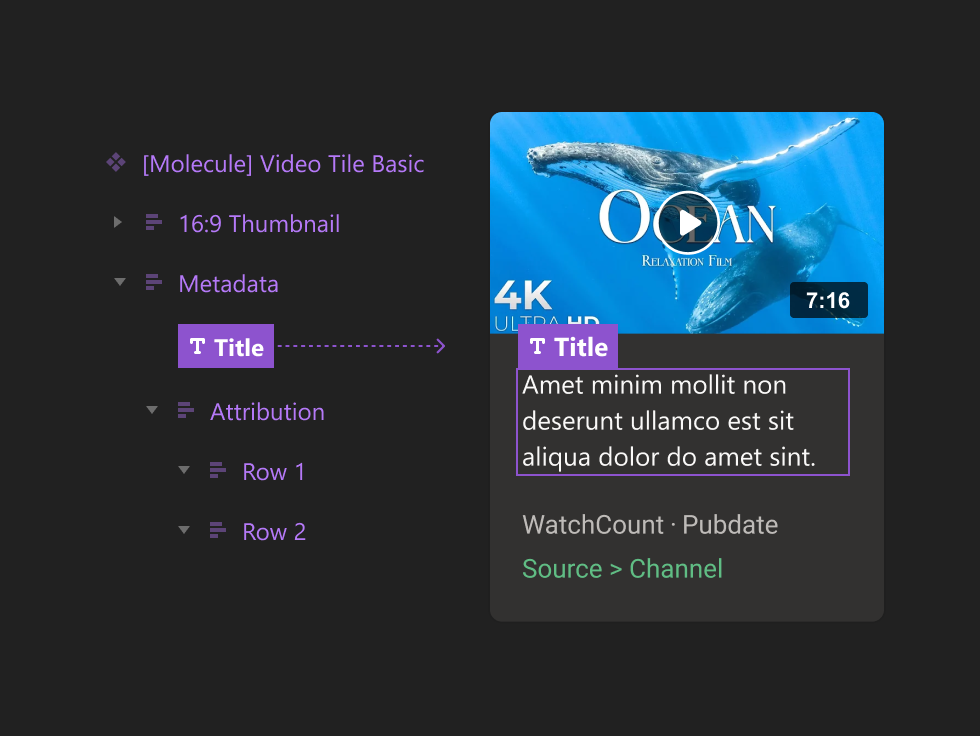 [Molecule] Video Tile Basic
16:9 Thumbnail
Metadata
T Title
Attribution
Row 1
Row 2
OCEAN
RELAXATION FILM
4K
ULTRA HD
7:16
T Title
Amet minim mollit non
deserunt ullamco est sit
aliqua dolor do amet sint.
WatchCount · Pubdate
Source > Channel